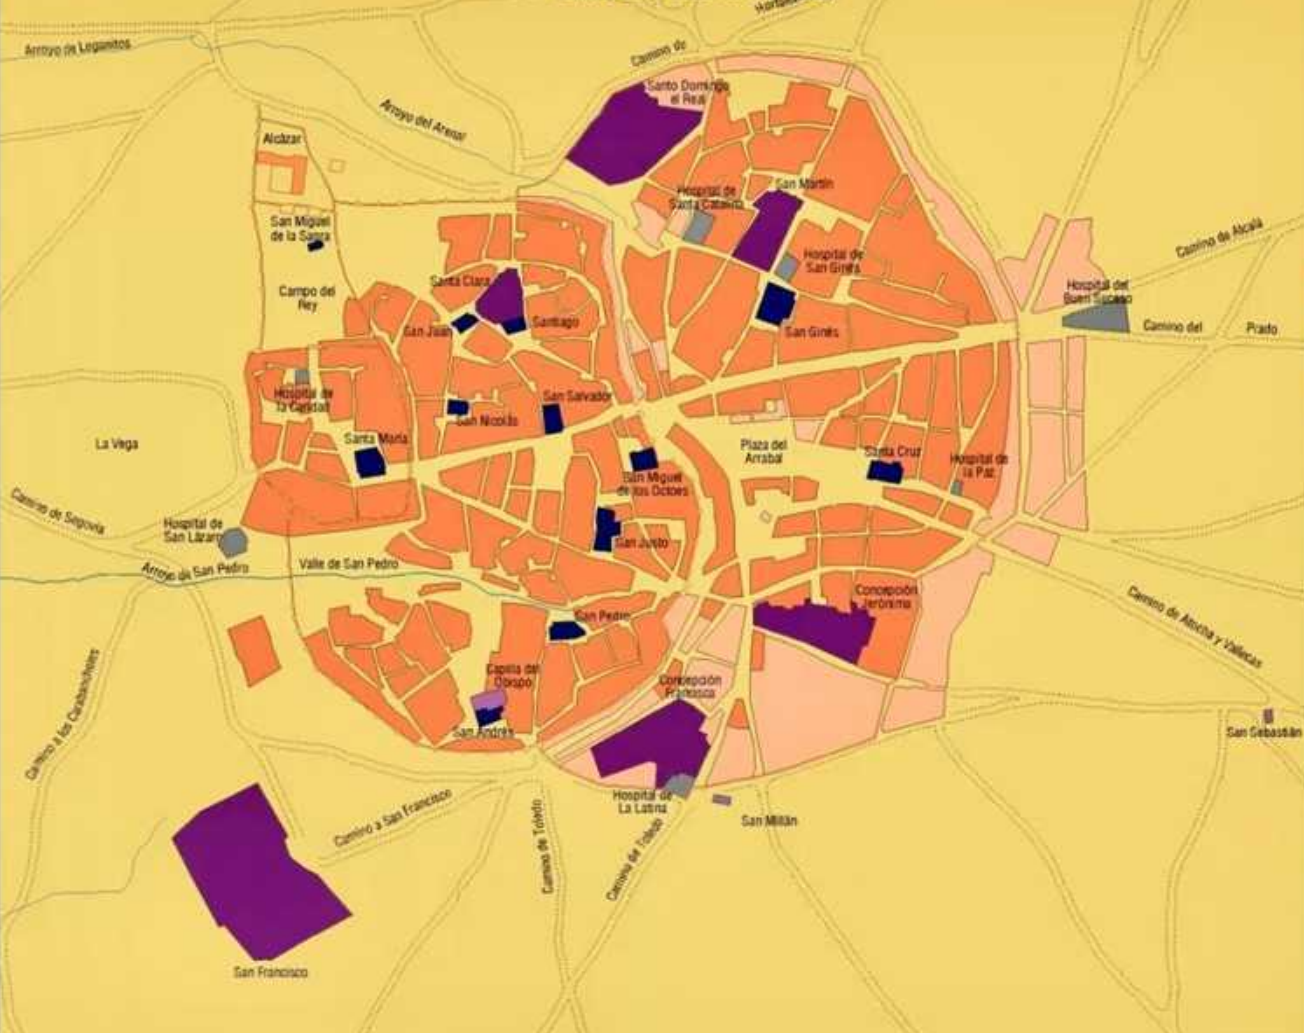 Camino de
Arroyo de Leganitos
Santo Domingo
el Real
Arroyo del Arenal
Alcázar
Hospital de
Santa Catalina
San Martín
San Miguel
de la Sagra
Camino de Alcalá
Hospital de
San Ginés
Santa Clara
Campo del
Rey
Hospital del
Buen Suceso
San Juan
Santiago
San Ginés
Camino del
Prado
Hospital de
la Caridad
San Salvador
San Nicolás
La Vega
Santa María
Plaza del
Arrabal
Santa Cruz
Hospital de
la Paz
San Miguel
de los Octoes
Camino de Segovia
Hospital de
San Lázaro
San Justo
Valle de San Pedro
Arroyo de San Pedro
Concepción
Jerónima
San Pedro
Camino de Atocha y Vallecas
Capilla del
Obispo
Concepción
Francisca
Camino a los Carabancheles
San Andrés
San Sebastián
Hospital de
La Latina
Camino a San Francisco
Camino de Toledo
Camino de Toledo
San Millán
San Francisco